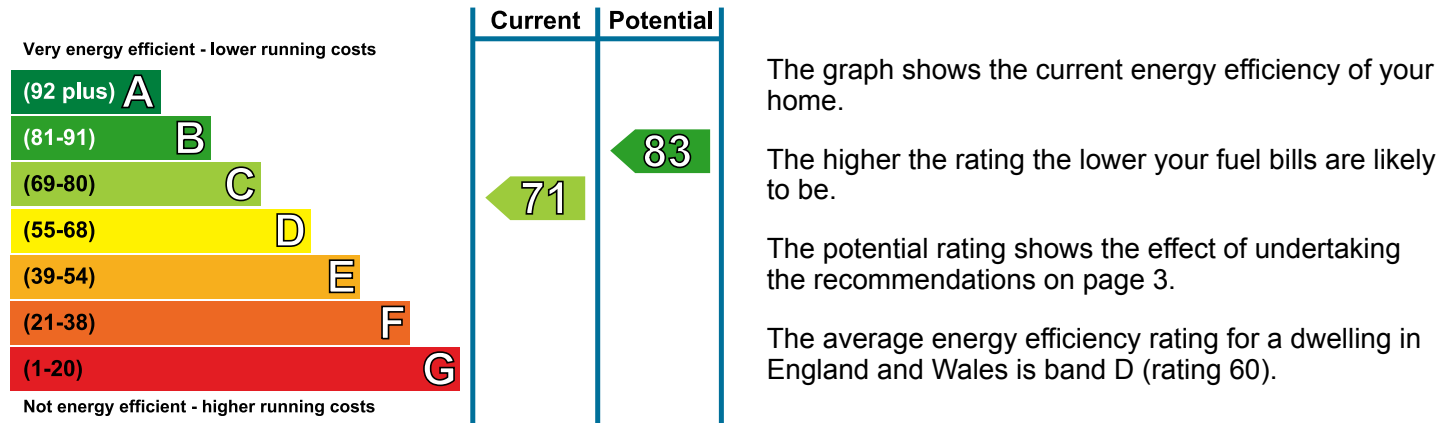 Current Potential
Very energy efficient - lower running costs
(92 plus) A
(81-91) B
(69-80) C
(55-68) D
(39-54) E
(21-38) F
(1-20) G
Not energy efficient - higher running costs
71
83
The graph shows the current energy efficiency of your
home.
The higher the rating the lower your fuel bills are likely
to be.
The potential rating shows the effect of undertaking
the recommendations on page 3.
The average energy efficiency rating for a dwelling in
England and Wales is band D (rating 60).